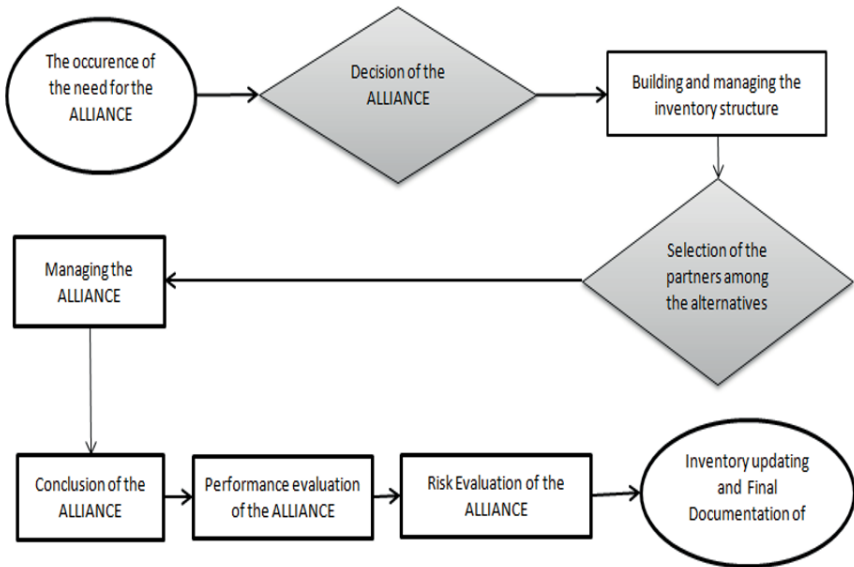 The occurence of
the need for the
ALLIANCE
Decision of the
ALLIANCE
Building and managing the
inventory structure
Selection of the
partners among
the alternatives
Managing the
ALLIANCE
Conclusion of the
ALLIANCE
Performance evaluation
of the ALLIANCE
Risk Evaluation of the
ALLIANCE
Inventory updating
and Final
Documentation of